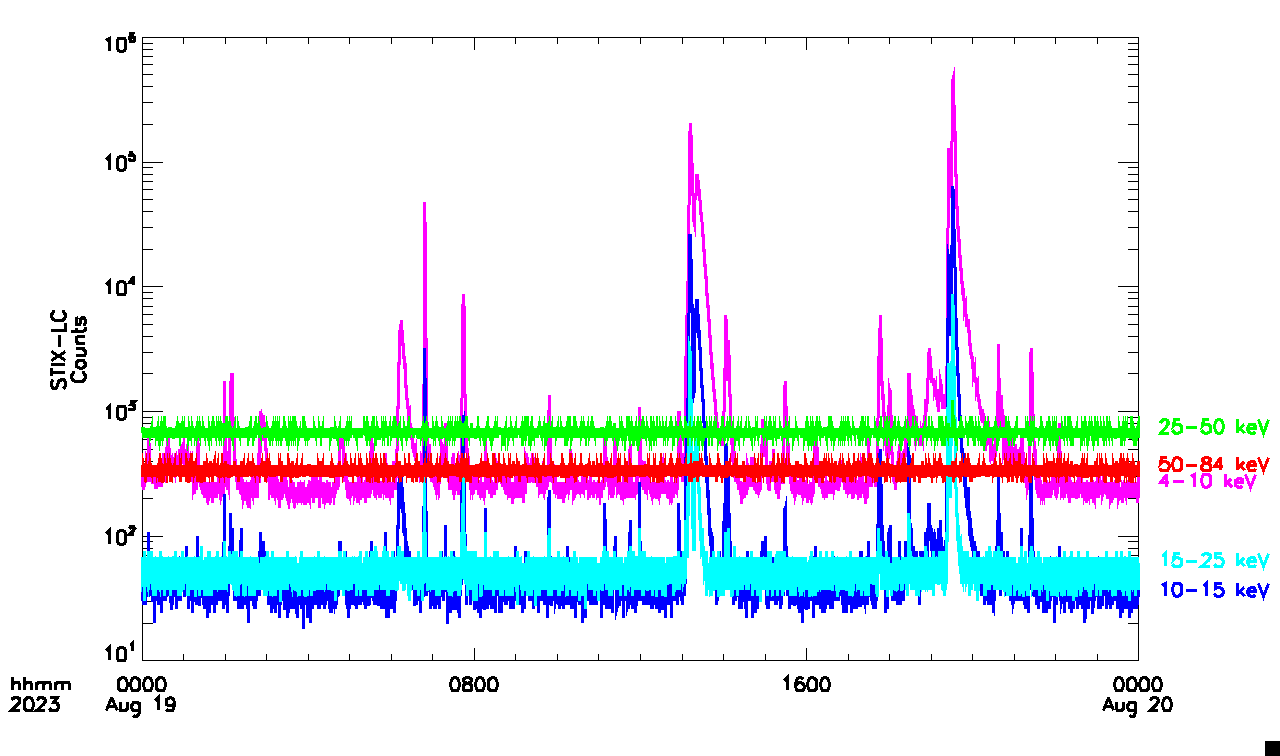 10⁶
10⁵
10⁴
10³
10²
10¹
STIX-LC
Counts
25-50 keV
50-84 keV
4-10 keV
15-25 keV
10-15 keV
hhmm 0000 0800 1600 0000
2023 Aug 19 Aug 20